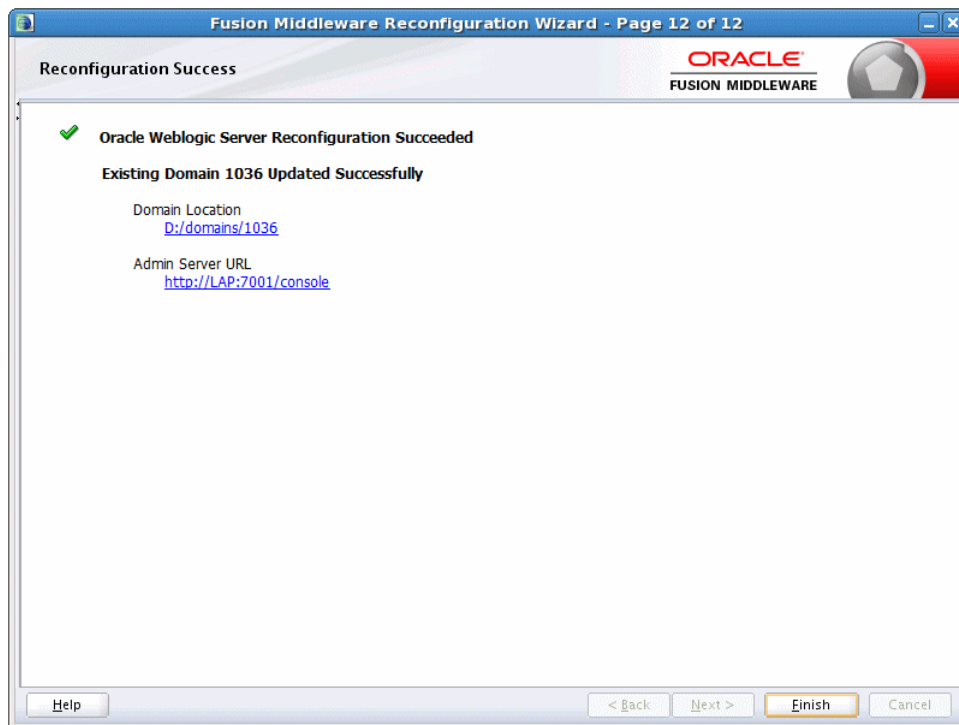 Fusion Middleware Reconfiguration Wizard - Page 12 of 12
Reconfiguration Success
ORACLE
FUSION MIDDLEWARE
Oracle Weblogic Server Reconfiguration Succeeded
Existing Domain 1036 Updated Successfully
Domain Location
D:/domains/1036
Admin Server URL
http://LAP:7001/console
Help
< Back
Next >
Finish
Cancel